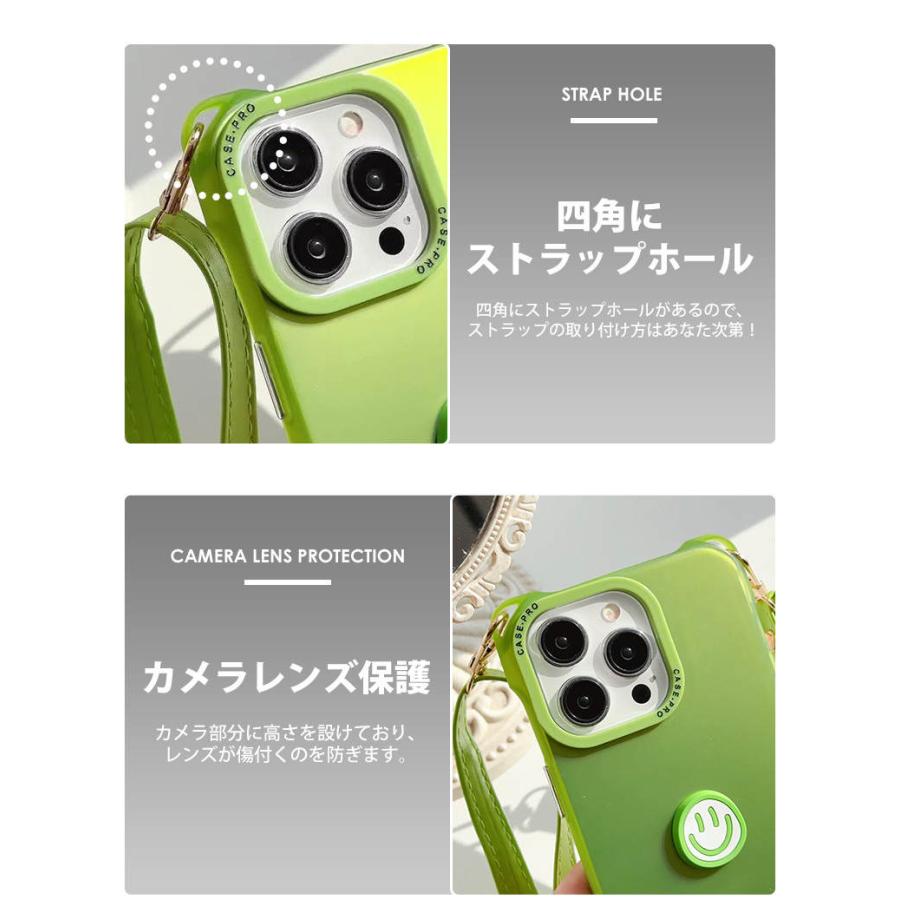 CASE.PRO
CASE.PRO
STRAP HOLE
四角に
ストラップホール
四角にストラップホールがあるので、
ストラップの取り付け方はあなた次第！
CAMERA LENS PROTECTION
カメラレンズ保護
カメラ部分に高さを設けており、
レンズが傷付くのを防ぎます。
CASE.PRO
CASE.PRO